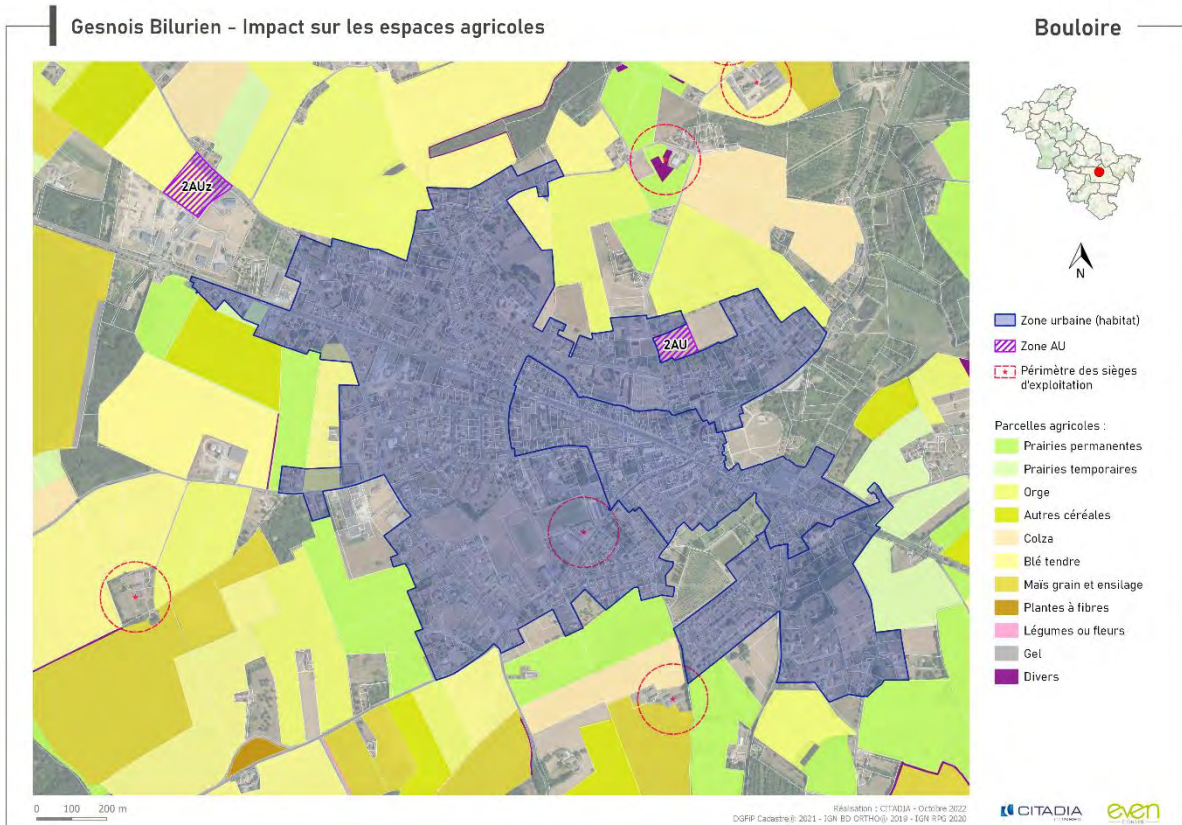 Gesnois Bilurien - Impact sur les espaces agricoles
Bouloire
2AUz
2AU
N
Zone urbaine (habitat)
Zone AU
Périmètre des sièges
d'exploitation
Parcelles agricoles :
Prairies permanentes
Prairies temporaires
Orge
Autres céréales
Colza
Blé tendre
Maïs grain et ensilage
Plantes à fibres
Légumes ou fleurs
Gel
Divers
0 100 200 m
Réalisation : CITADIA - Octobre 2022
DGFiP Cadastre® 2021 - IGN BD ORTHO® 2019 - IGN RPG 2020
CITADIA
even